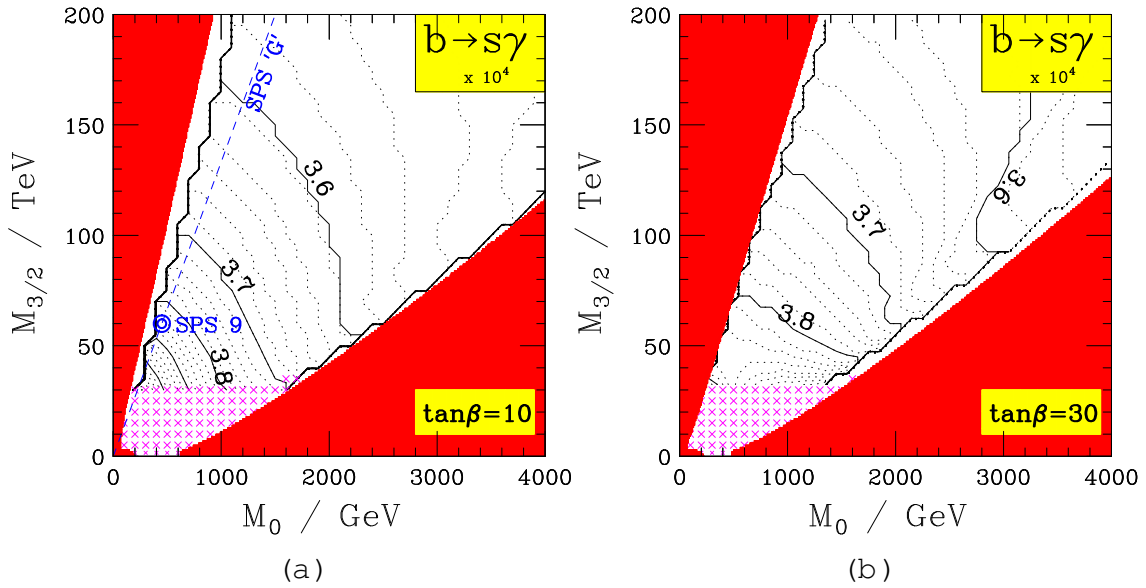 b→sγ
x 10⁴
SPS 'G'
3.6
3.7
SPS 9
3.8
tanβ=10
200
150
100
50
0
M₃/₂ / TeV
0 1000 2000 3000 4000
M₀ / GeV
(a)
b→sγ
x 10⁴
3.6
3.7
3.8
tanβ=30
200
150
100
50
0
M₃/₂ / TeV
0 1000 2000 3000 4000
M₀ / GeV
(b)